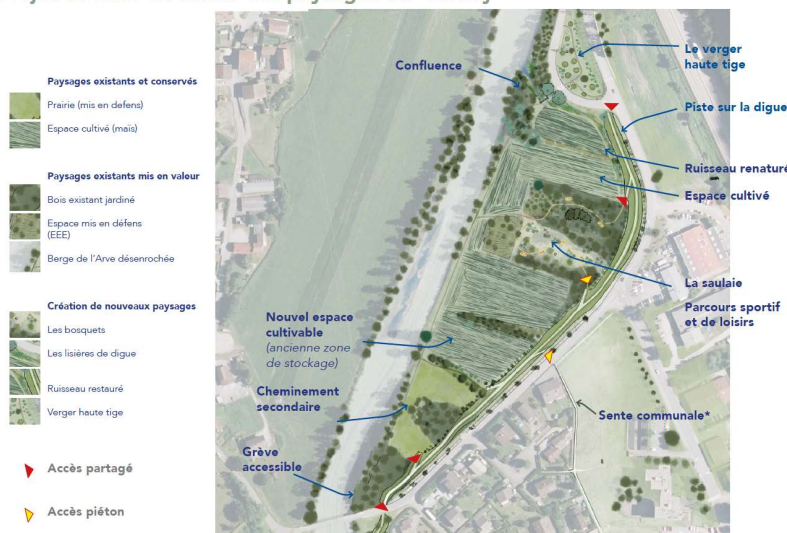 Paysages existants et conservés
Prairie (mis en defens)
Espace cultivé (maïs)
Paysages existants mis en valeur
Bois existant jardiné
Espace mis en défens
(EEE)
Berge de l'Arve désenrochée
Création de nouveaux paysages
Les bosquets
Les lisières de digue
Ruisseau restauré
Verger haute tige
Accès partagé
Accès piéton
Confluence
Le verger
haute tige
Piste sur la digue
Ruisseau renaturé
Espace cultivé
La saulaie
Parcours sportif
et de loisirs
Nouvel espace
cultivable
(ancienne zone
de stockage)
Cheminement
secondaire
Sente communale*
Grève
accessible